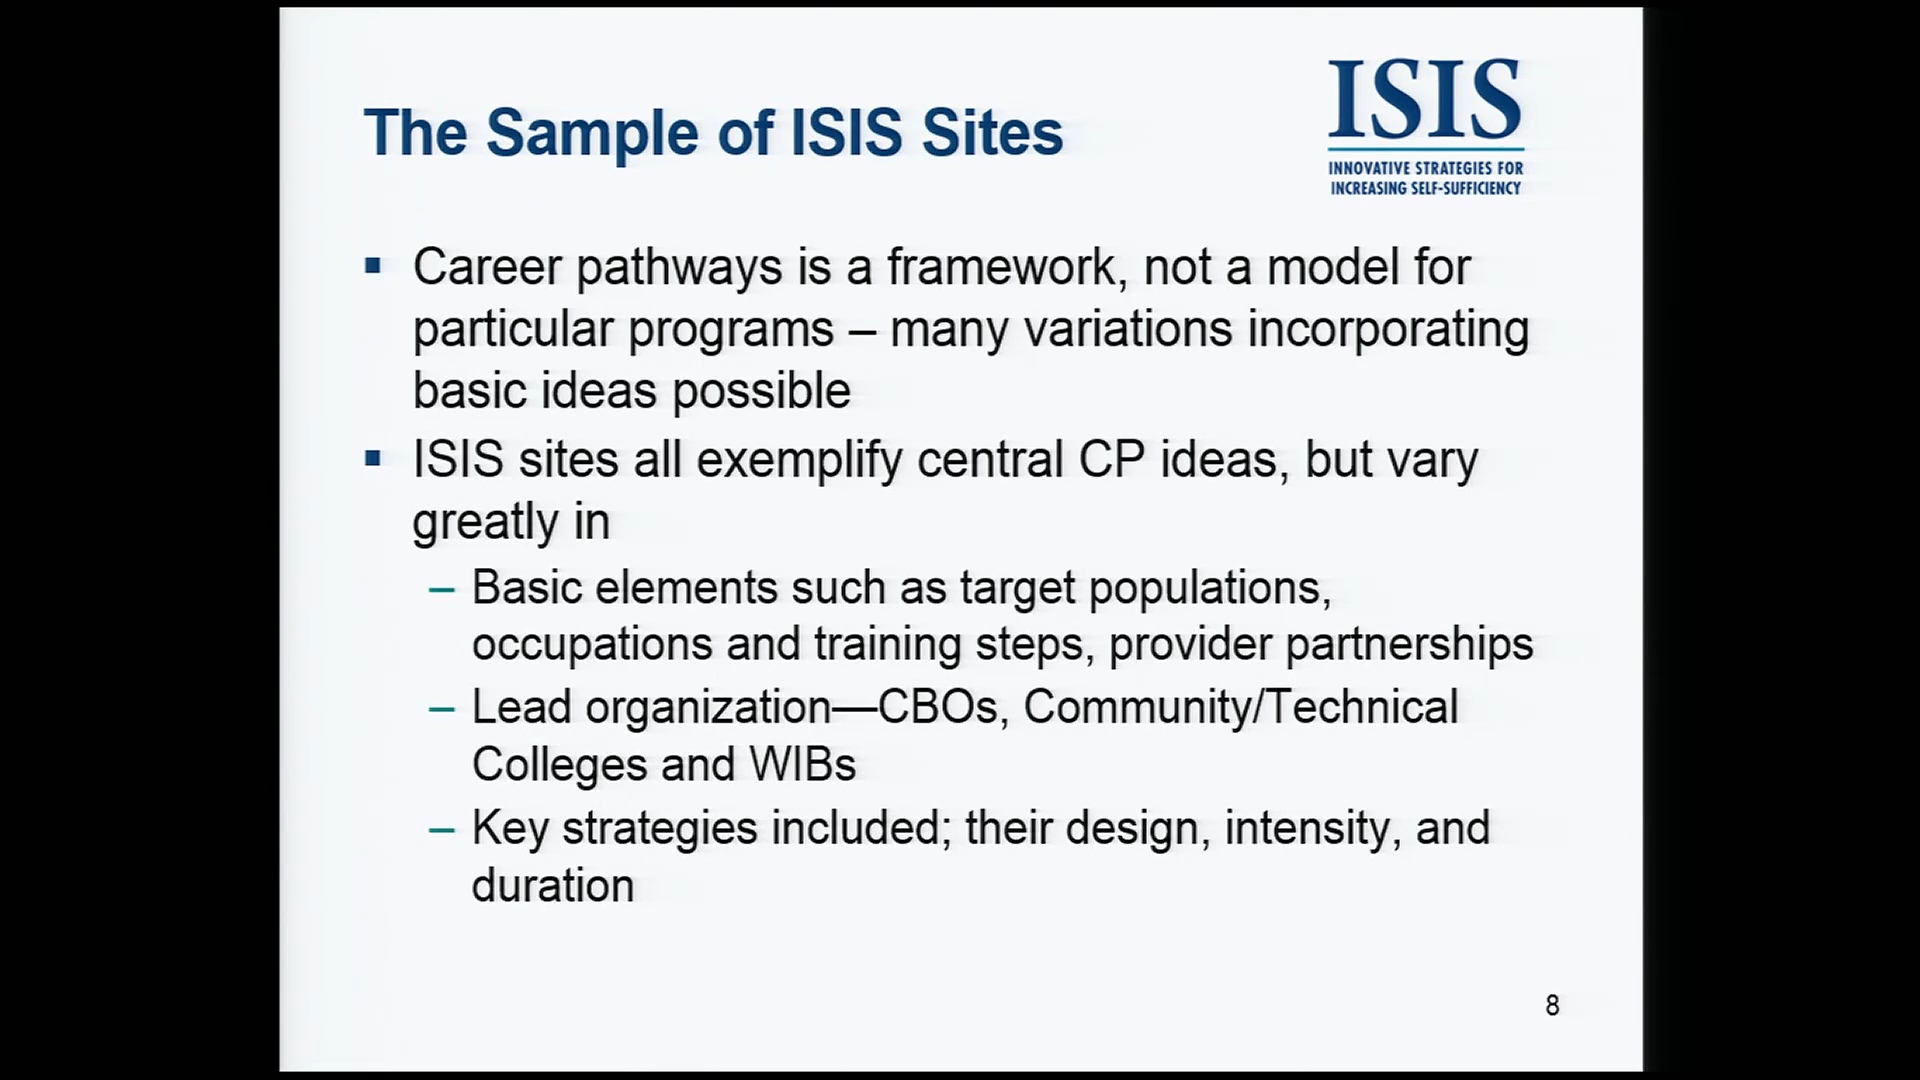 The Sample of ISIS Sites
ISIS
INNOVATIVE STRATEGIES FOR
INCREASING SELF-SUFFICIENCY
▪ Career pathways is a framework, not a model for
particular programs – many variations incorporating
basic ideas possible
▪ ISIS sites all exemplify central CP ideas, but vary
greatly in
– Basic elements such as target populations,
occupations and training steps, provider partnerships
– Lead organization—CBOs, Community/Technical
Colleges and WIBs
– Key strategies included; their design, intensity, and
duration
8